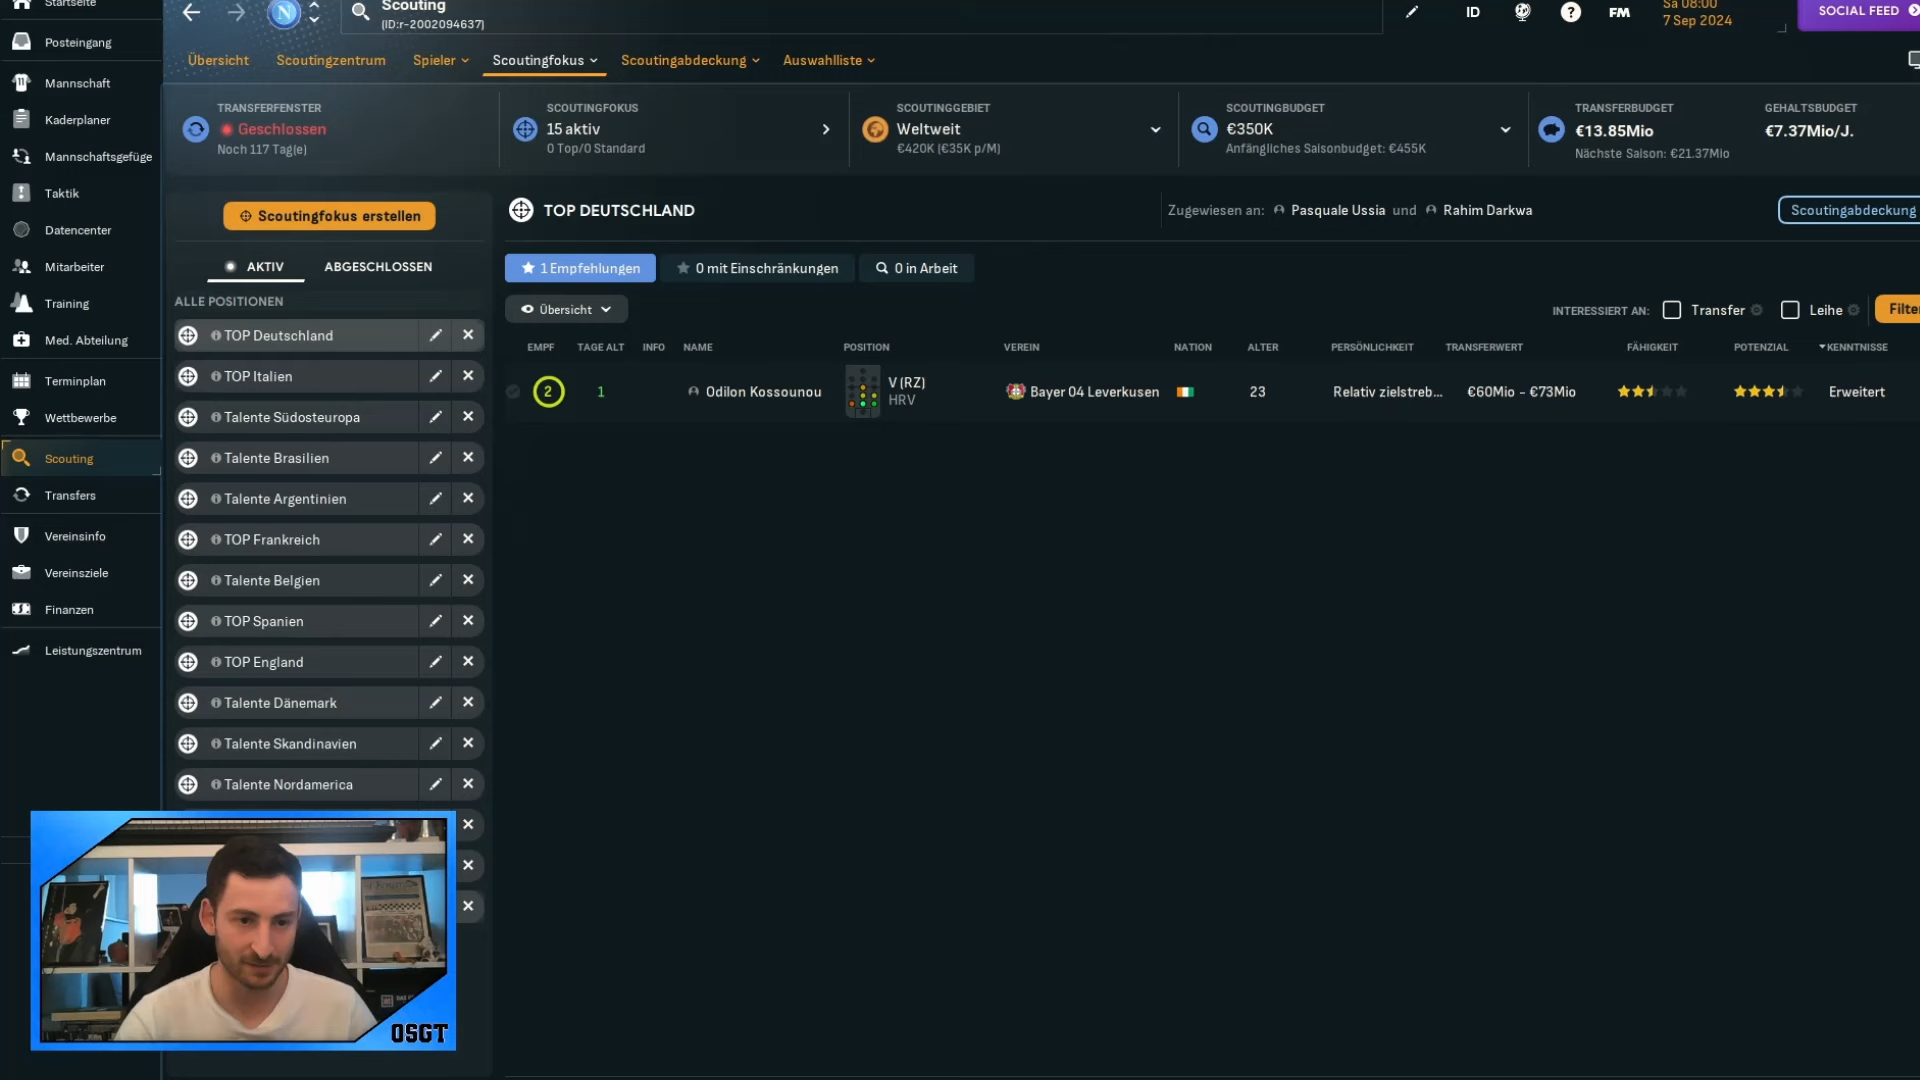 Startseite
Posteingang
Mannschaft
Kaderplaner
Mannschaftsgefüge
Taktik
Datencenter
Mitarbeiter
Training
Med. Abteilung
Terminplan
Wettbewerbe
Scouting
Transfers
Vereinsinfo
Vereinsziele
Finanzen
Leistungszentrum
Scouting
(ID:r-2002094637)
ID
FM
Sa 08:00
7 Sep 2024
SOCIAL FEED
Übersicht Scoutingzentrum Spieler Scoutingfokus Scoutingabdeckung Auswahlliste
TRANSFERFENSTER
Geschlossen
Noch 117 Tag(e)
SCOUTINGFOKUS
15 aktiv
0 Top/0 Standard
SCOUTINGGEBIET
Weltweit
€420K (€35K p/M)
SCOUTINGBUDGET
€350K
Anfängliches Saisonbudget: €455K
TRANSFERBUDGET
€13.85Mio
Nächste Saison: €21.37Mio
GEHALTSBUDGET
€7.37Mio/J.
Scoutingfokus erstellen
AKTIV ABGESCHLOSSEN
ALLE POSITIONEN
TOP Deutschland
TOP Italien
Talente Südosteuropa
Talente Brasilien
Talente Argentinien
TOP Frankreich
Talente Belgien
TOP Spanien
TOP England
Talente Dänemark
Talente Skandinavien
Talente Nordamerica
TOP DEUTSCHLAND
Zugewiesen an: Pasquale Ussia und Rahim Darkwa
Scoutingabdeckung
1 Empfehlungen 0 mit Einschränkungen 0 in Arbeit
Übersicht
INTERESSIERT AN: Transfer Leihe
Filter
EMPF TAGE ALT INFO NAME POSITION VEREIN NATION ALTER PERSÖNLICHKEIT TRANSFERWERT FÄHIGKEIT POTENZIAL KENNTNISSE
2 1 Odilon Kossounou V (RZ) Bayer 04 Leverkusen 23 Relativ zielstreb... €60Mio - €73Mio Erweitert
HRV
OSGT